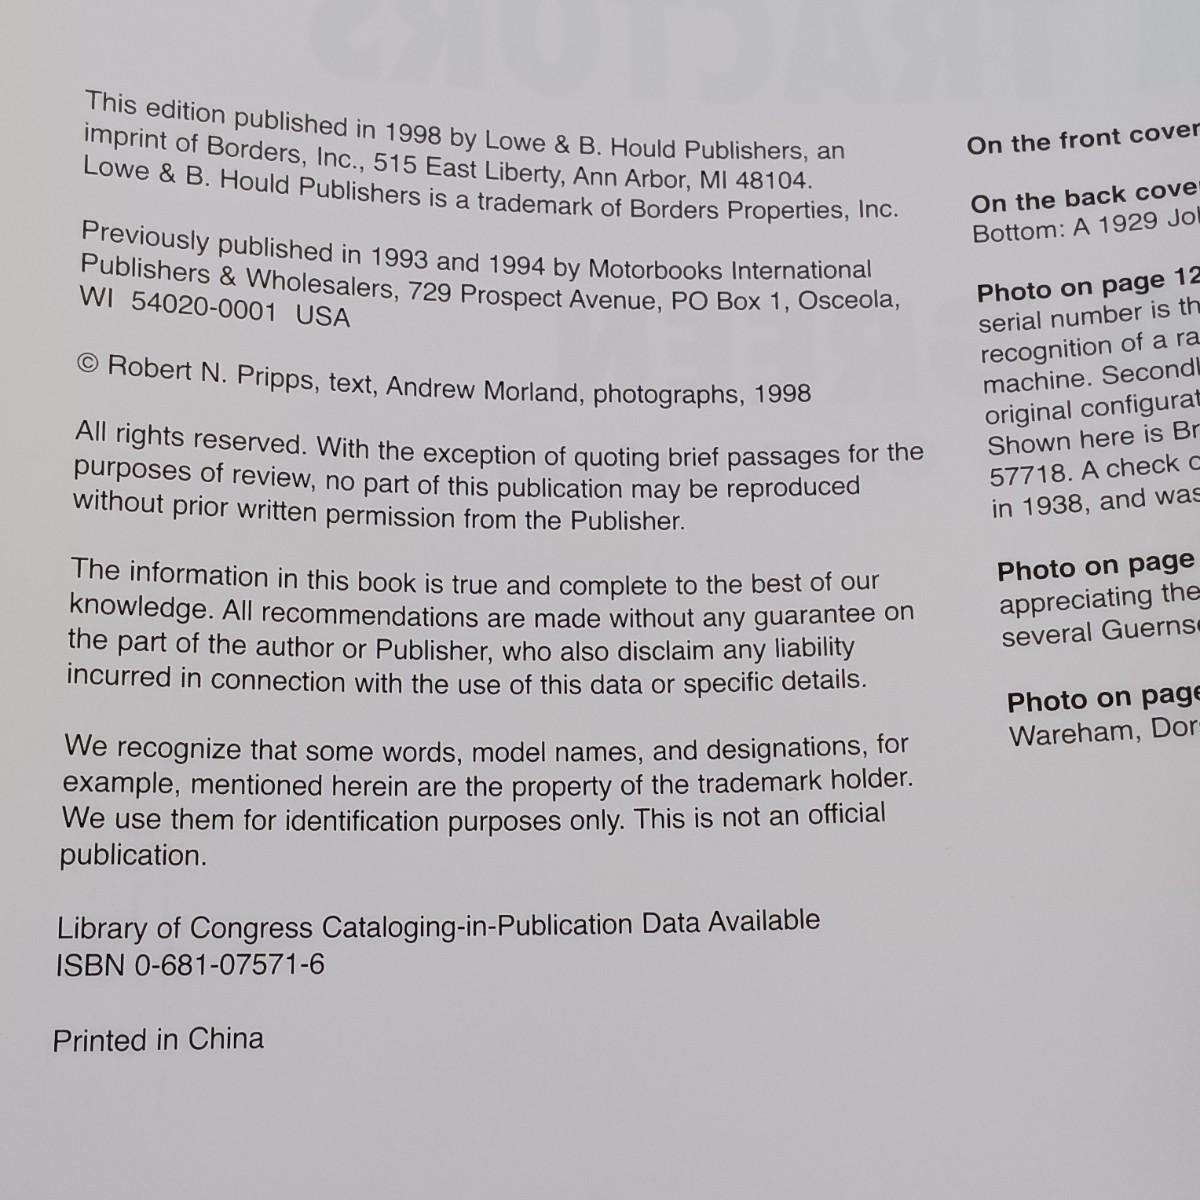 This edition published in 1998 by Lowe & B. Hould Publishers, an
imprint of Borders, Inc., 515 East Liberty, Ann Arbor, MI 48104.
Lowe & B. Hould Publishers is a trademark of Borders Properties, Inc.
Previously published in 1993 and 1994 by Motorbooks International
Publishers & Wholesalers, 729 Prospect Avenue, PO Box 1, Osceola,
WI 54020-0001 USA
© Robert N. Pripps, text, Andrew Morland, photographs, 1998
All rights reserved. With the exception of quoting brief passages for the
purposes of review, no part of this publication may be reproduced
without prior written permission from the Publisher.
The information in this book is true and complete to the best of our
knowledge. All recommendations are made without any guarantee on
the part of the author or Publisher, who also disclaim any liability
incurred in connection with the use of this data or specific details.
We recognize that some words, model names, and designations, for
example, mentioned herein are the property of the trademark holder.
We use them for identification purposes only. This is not an official
publication.
Library of Congress Cataloging-in-Publication Data Available
ISBN 0-681-07571-6
Printed in China
On the front cover
On the back
Bottom: A 1929
Photo on page
serial number is
recognition of a
machine.
original
Shown here is
57718. A check
in 1938, and was
Photo on page
appreciating the
several
Photo on
Wareham,